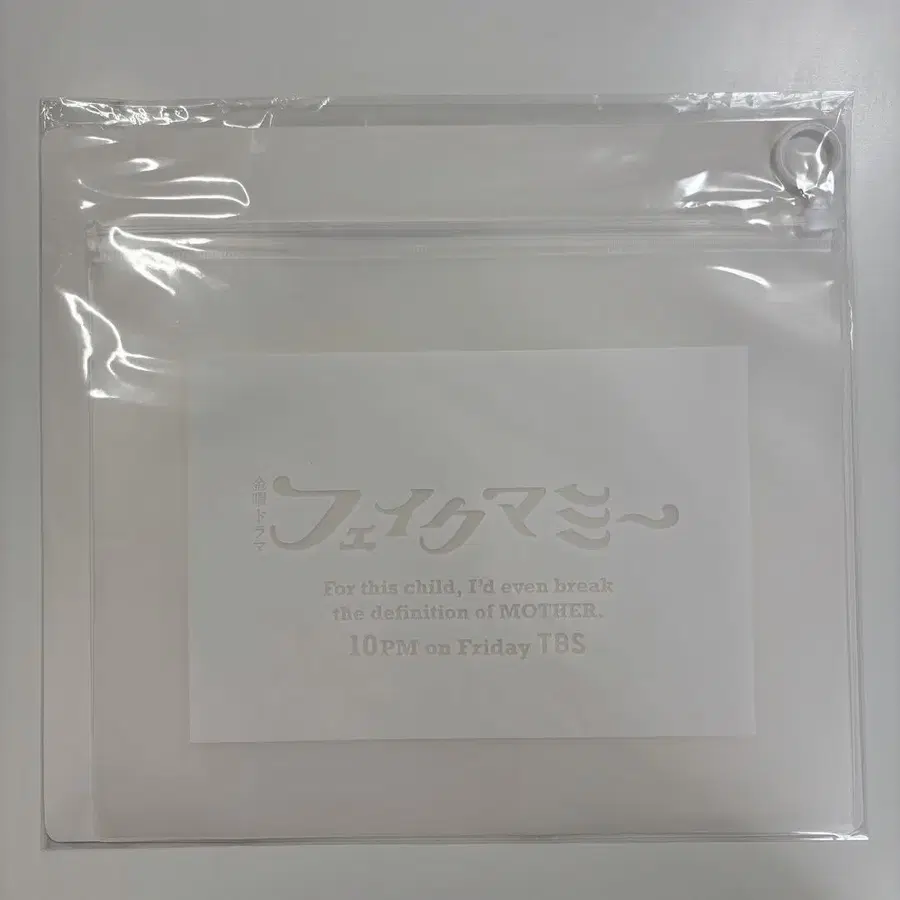 金曜ドラマ
フェイクマミー
For this child, I'd even break
the definition of MOTHER.
10PM on Friday TBS